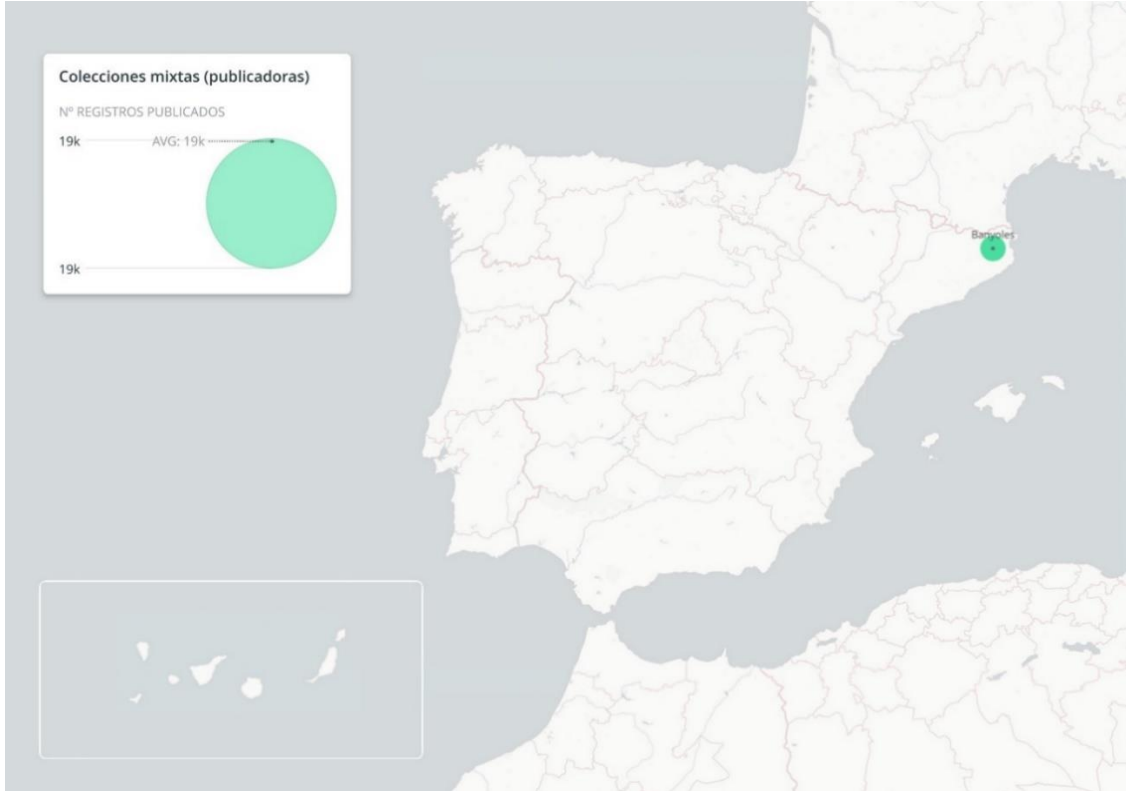 Colecciones mixtas (publicadoras)
Nº REGISTROS PUBLICADOS
19k
AVG: 19k
19k
Banyoles